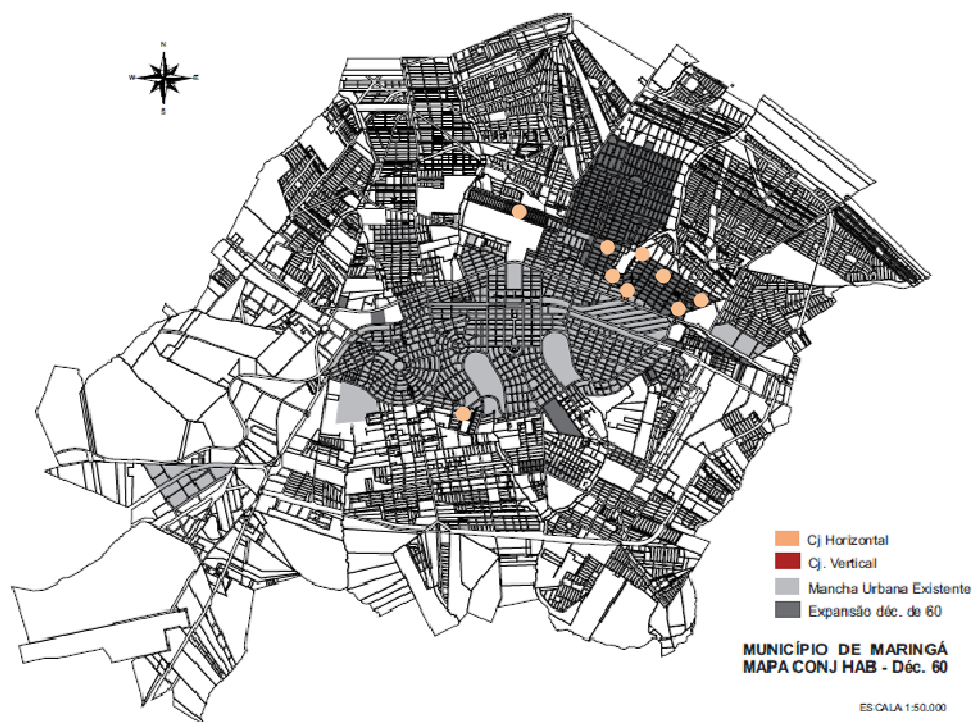 N
W
E
S
Cj Horizontal
Cj. Vertical
Mancha Urbana Existente
Expansão déc. de 60
MUNICÍPIO DE MARINGÁ
MAPA CONJ HAB - Déc. 60
ESCALA 1:50.000